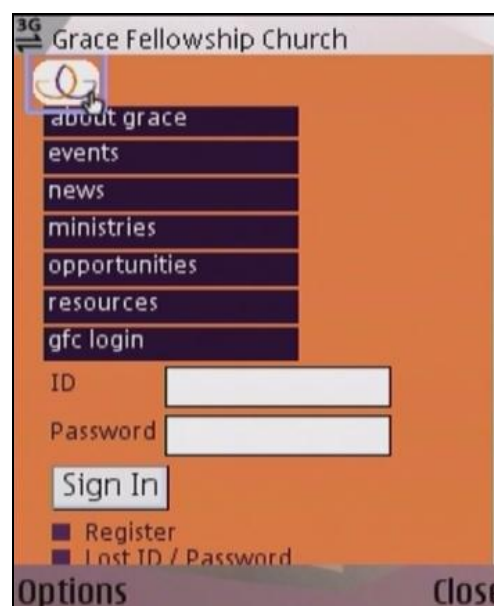 3G
Grace Fellowship Church
about grace
events
news
ministries
opportunities
resources
gfc login
ID
Password
Sign In
Register
Lost ID / Password
Options
Close